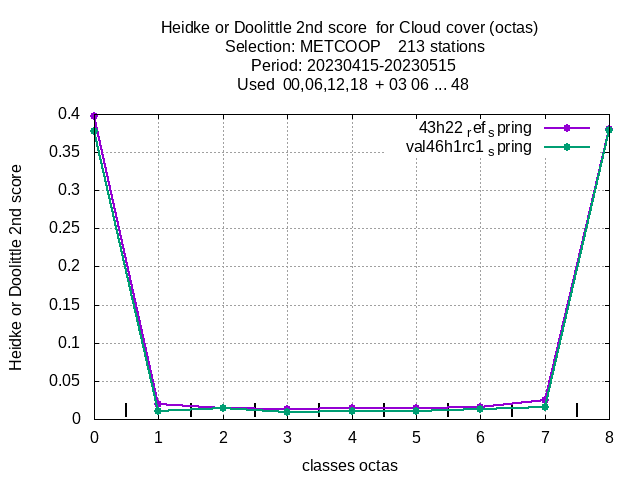 Heidke or Doolittle 2nd score  for Cloud cover (octas)
Selection: METCOOP    213 stations
Period: 20230415-20230515
Used  00,06,12,18  + 03 06 ... 48
43h22 ref spring
val46h1rc1 spring
Heidke or Doolittle 2nd score
0.4
0.35
0.3
0.25
0.2
0.15
0.1
0.05
0
0 1 2 3 4 5 6 7 8
classes octas